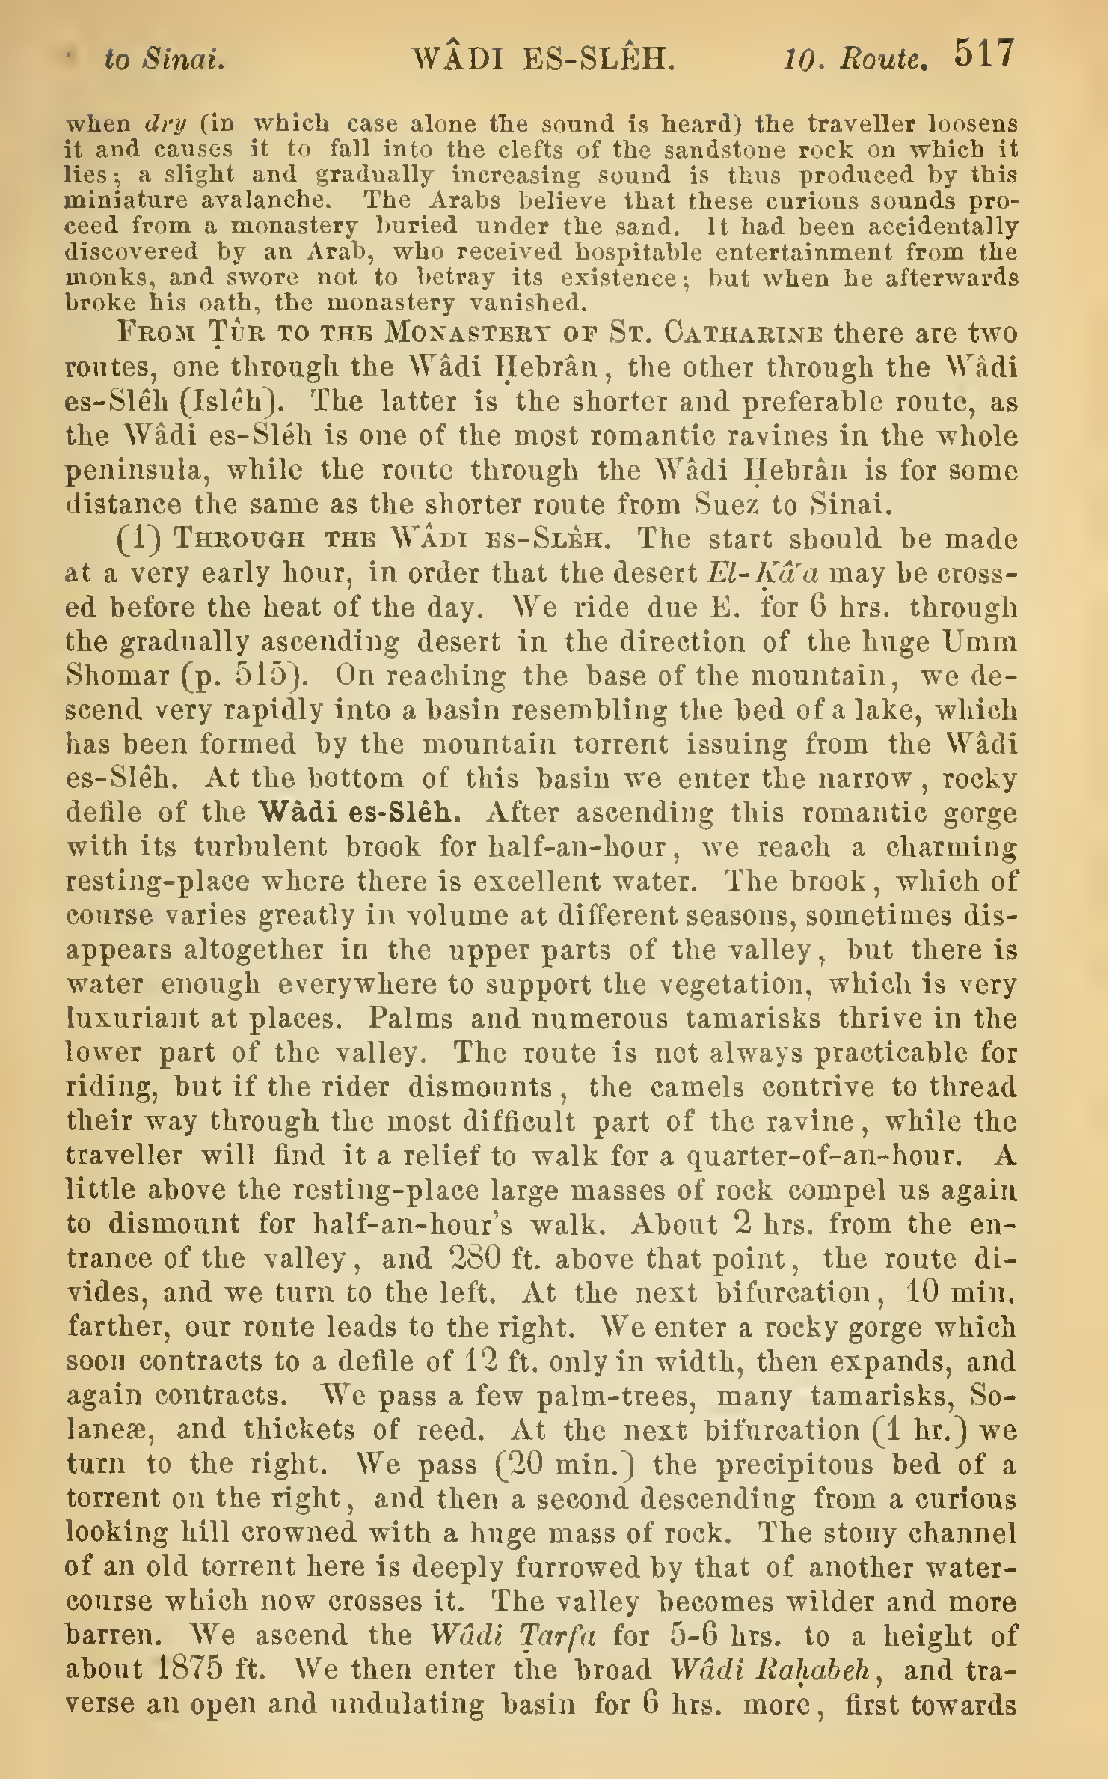 to Sinai. WÂDI ES-SLÊH. 10. Route. 517
when dry (in which case alone the sound is heard) the traveller loosens
it and causes it to fall into the clefts of the sandstone rock on which it
lies; a slight and gradually increasing sound is thus produced by this
miniature avalanche. The Arabs believe that these curious sounds pro-
ceed from a monastery buried under the sand. It had been accidentally
discovered by an Arab, who received hospitable entertainment from the
monks, and swore not to betray its existence; but when he afterwards
broke his oath, the monastery vanished.
FROM ṬÛR TO THE MONASTERY OF ST. CATHARINE there are two
routes, one through the Wâdi Ḥebrân, the other through the Wâdi
es-Slêh (Islêh). The latter is the shorter and preferable route, as
the Wâdi es-Slêh is one of the most romantic ravines in the whole
peninsula, while the route through the Wâdi Ḥebrân is for some
distance the same as the shorter route from Suez to Sinai.
(1) THROUGH THE WÂDI ES-SLÊH. The start should be made
at a very early hour, in order that the desert El-Ḳâ'a may be cross-
ed before the heat of the day. We ride due E. for 6 hrs. through
the gradually ascending desert in the direction of the huge Umm
Shomar (p. 515). On reaching the base of the mountain, we de-
scend very rapidly into a basin resembling the bed of a lake, which
has been formed by the mountain torrent issuing from the Wâdi
es-Slêh. At the bottom of this basin we enter the narrow, rocky
defile of the Wâdi es-Slêh. After ascending this romantic gorge
with its turbulent brook for half-an-hour, we reach a charming
resting-place where there is excellent water. The brook, which of
course varies greatly in volume at different seasons, sometimes dis-
appears altogether in the upper parts of the valley, but there is
water enough everywhere to support the vegetation, which is very
luxuriant at places. Palms and numerous tamarisks thrive in the
lower part of the valley. The route is not always practicable for
riding, but if the rider dismounts, the camels contrive to thread
their way through the most difficult part of the ravine, while the
traveller will find it a relief to walk for a quarter-of-an-hour. A
little above the resting-place large masses of rock compel us again
to dismount for half-an-hour's walk. About 2 hrs. from the en-
trance of the valley, and 280 ft. above that point, the route di-
vides, and we turn to the left. At the next bifurcation, 10 min.
farther, our route leads to the right. We enter a rocky gorge which
soon contracts to a defile of 12 ft. only in width, then expands, and
again contracts. We pass a few palm-trees, many tamarisks, So-
laneæ, and thickets of reed. At the next bifurcation (1 hr.) we
turn to the right. We pass (20 min.) the precipitous bed of a
torrent on the right, and then a second descending from a curious
looking hill crowned with a huge mass of rock. The stony channel
of an old torrent here is deeply furrowed by that of another water-
course which now crosses it. The valley becomes wilder and more
barren. We ascend the Wâdi Ṭarfa for 5-6 hrs. to a height of
about 1875 ft. We then enter the broad Wâdi Raḥabeh, and tra-
verse an open and undulating basin for 6 hrs. more, first towards